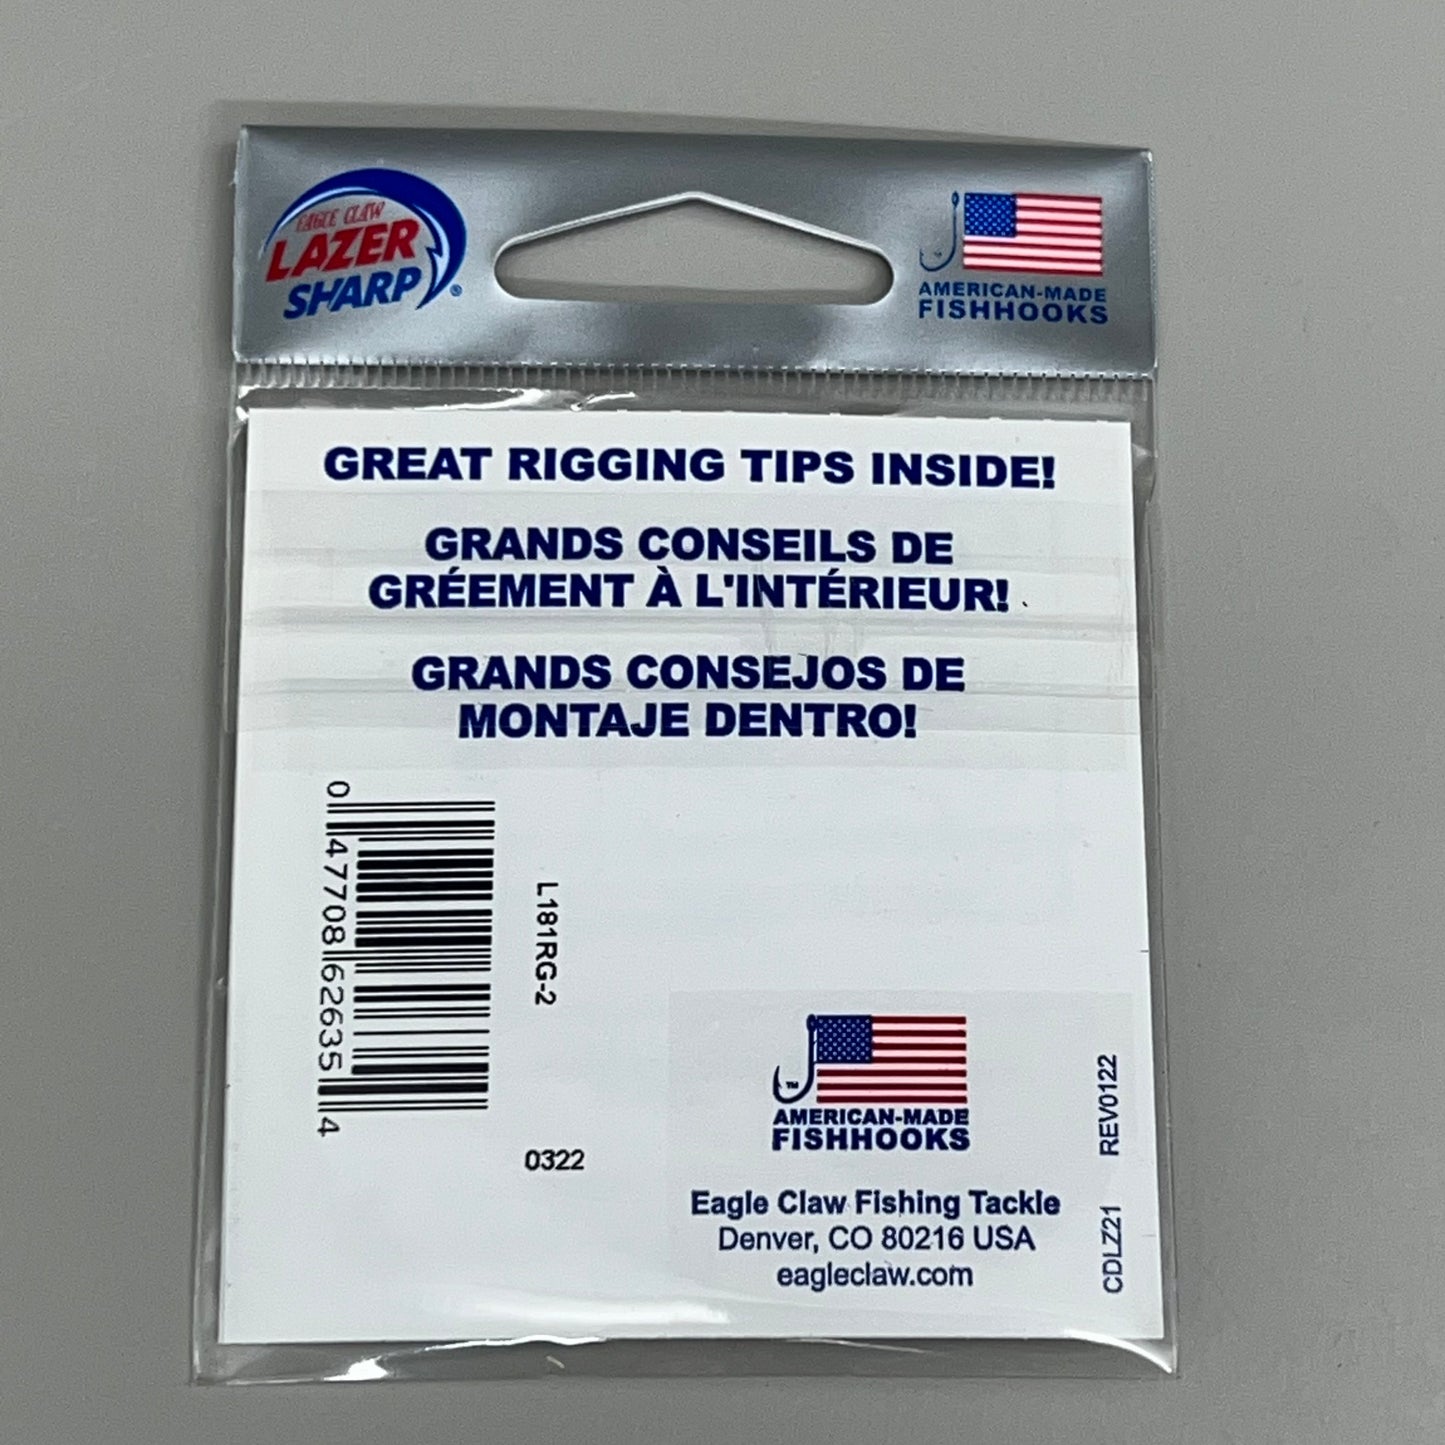 EAGLE CLAW
LAZER
SHARP®
AMERICAN-MADE
FISHHOOKS
GREAT RIGGING TIPS INSIDE!
GRANDS CONSEILS DE
GRÉEMENT À L'INTÉRIEUR!
GRANDS CONSEJOS DE
MONTAJE DENTRO!
0 47708 62635 4
L181RG-2
0322
TM
AMERICAN-MADE
FISHHOOKS
Eagle Claw Fishing Tackle
Denver, CO 80216 USA
eagleclaw.com
CDLZ21 REV0122